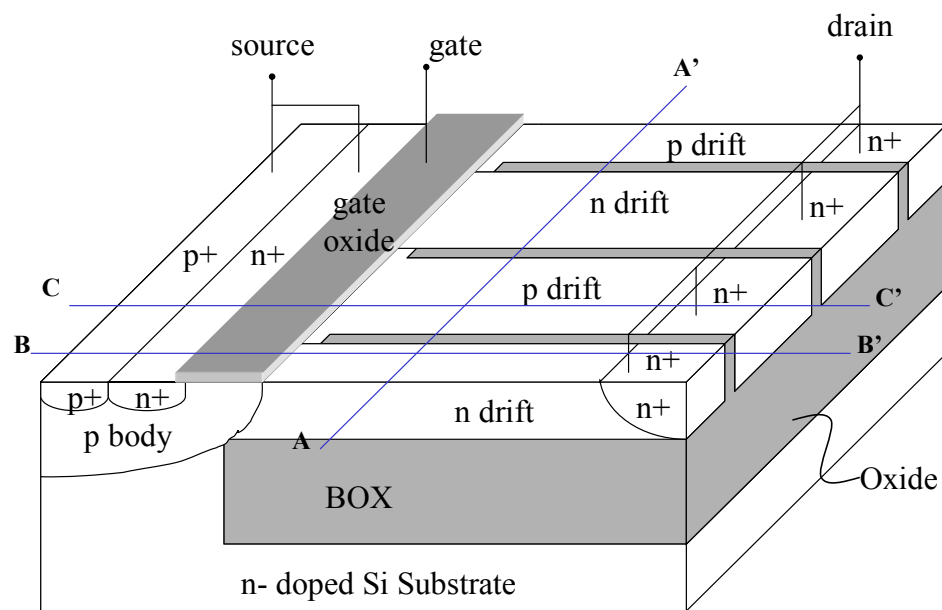 drain
source
gate
A’
p drift
n+
n drift
n+
gate
oxide
p+
n+
C
p drift
n+
C’
B
n+
B’
p+
n+
n drift
n+
p body
A
BOX
Oxide
n- doped Si Substrate